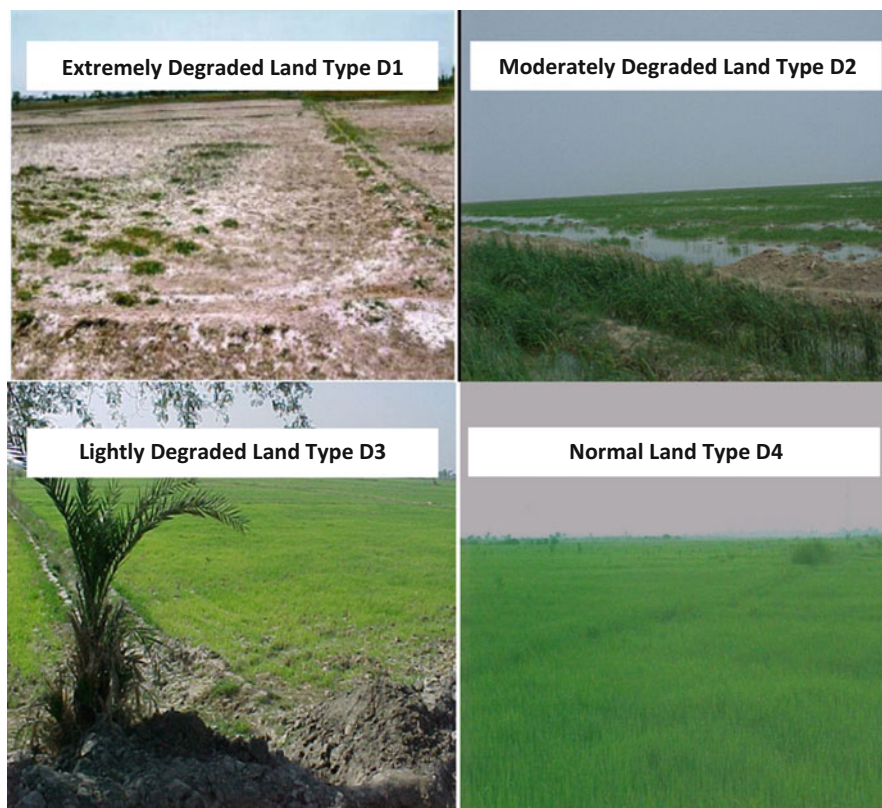 Extremely Degraded Land Type D1
Moderately Degraded Land Type D2
Lightly Degraded Land Type D3
Normal Land Type D4